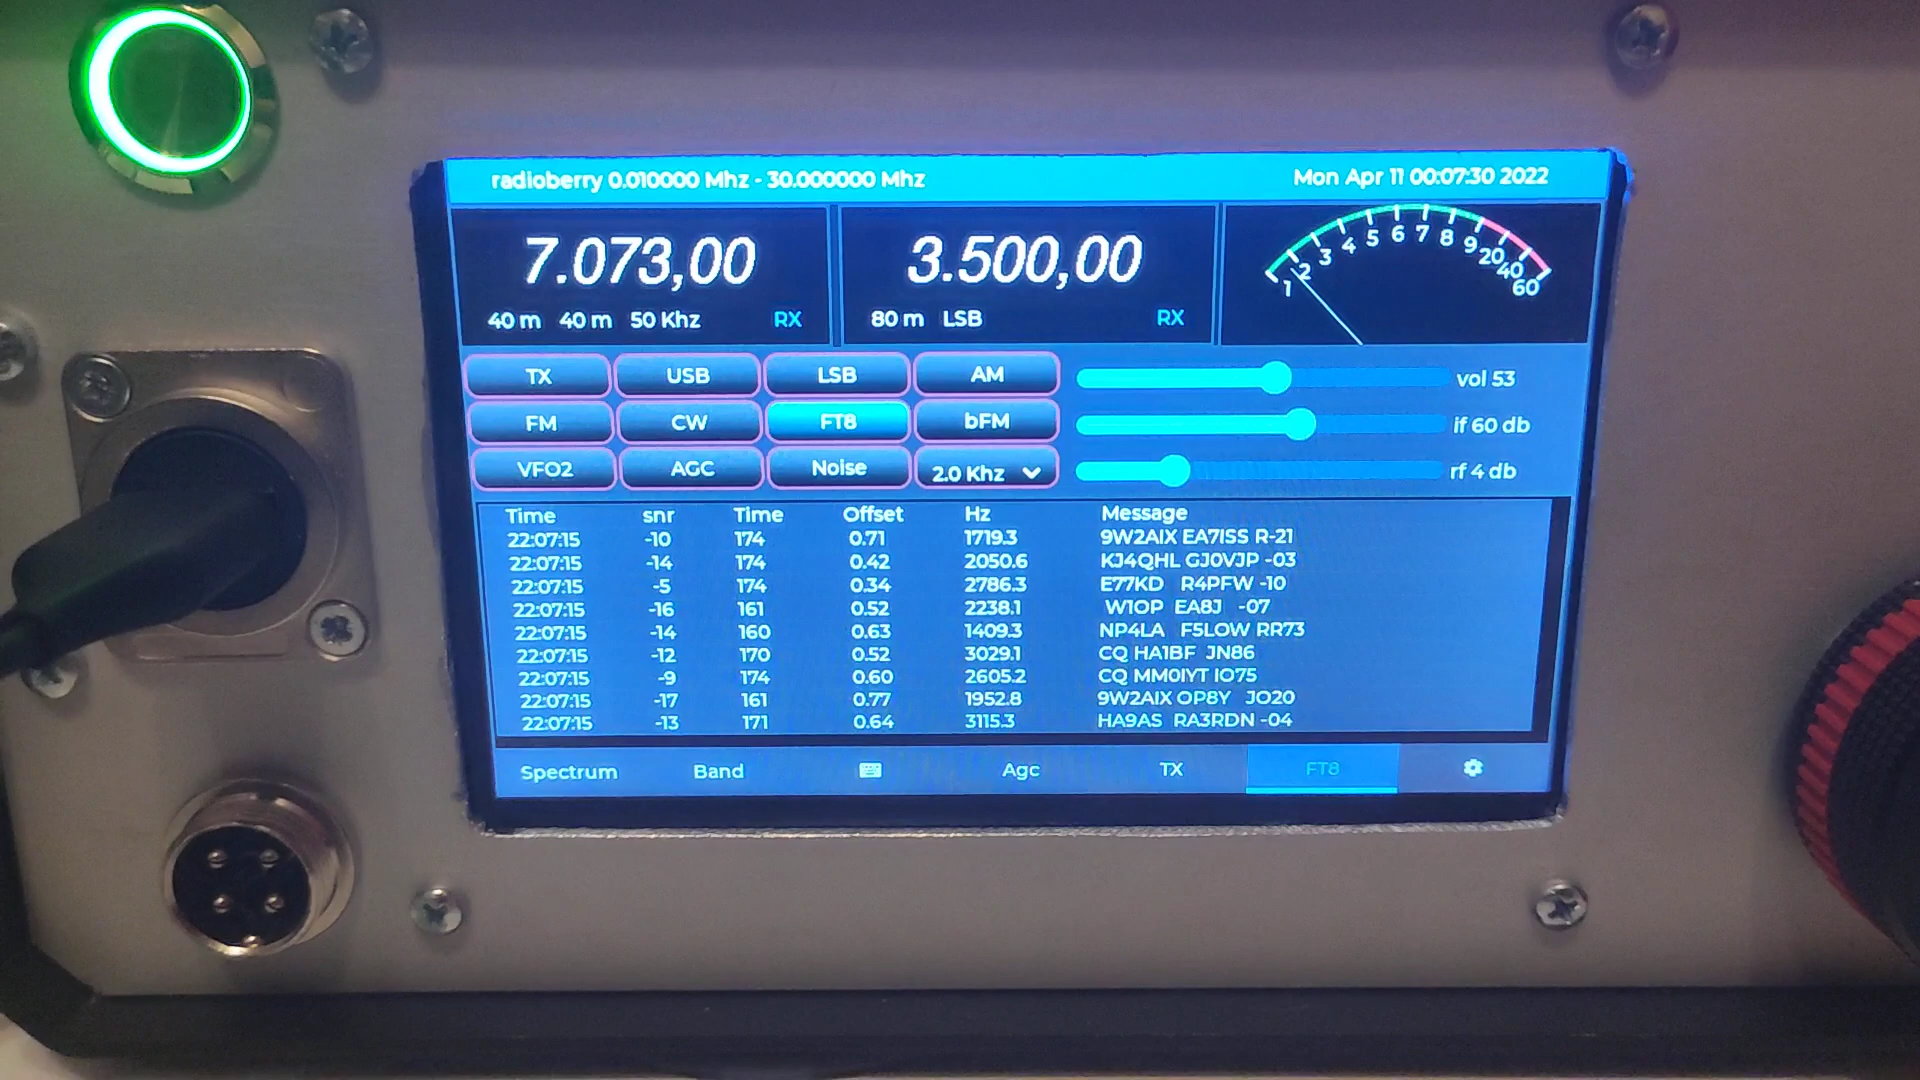 radioberry 0.010000 Mhz - 30.000000 Mhz Mon Apr 11 00:07:30 2022
7.073,00 3.500,00
40 m 40 m 50 Khz RX 80 m LSB RX
1 2 3 4 5 6 7 8 9 20 40 60
TX USB LSB AM vol 53
FM CW FT8 bFM if 60 db
VFO2 AGC Noise 2.0 Khz rf 4 db
Time snr Time Offset Hz Message
22:07:15 -10 174 0.71 1719.3 9W2AIX EA7ISS R-21
22:07:15 -14 174 0.42 2050.6 KJ4QHL GJ0VJP -03
22:07:15 -5 174 0.34 2786.3 E77KD R4PFW -10
22:07:15 -16 161 0.52 2238.1 W1OP EA8J -07
22:07:15 -14 160 0.63 1409.3 NP4LA F5LOW RR73
22:07:15 -12 170 0.52 3029.1 CQ HA1BF JN86
22:07:15 -9 174 0.60 2605.2 CQ MM0IYT IO75
22:07:15 -17 161 0.77 1952.8 9W2AIX OP8Y JO20
22:07:15 -13 171 0.64 3115.3 HA9AS RA3RDN -04
Spectrum Band Agc TX FT8